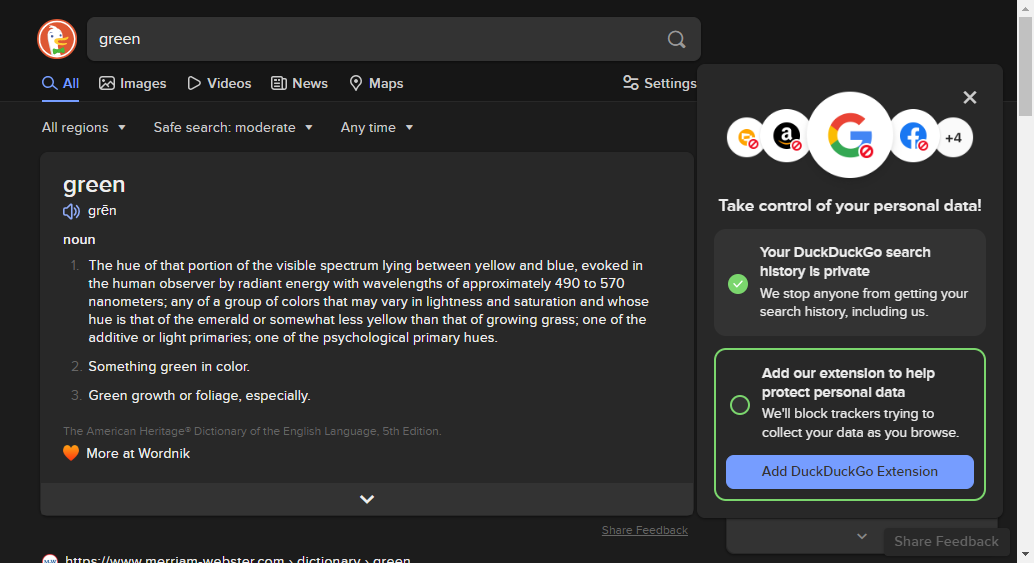 green
All
Images
Videos
News
Maps
Settings
All regions
Safe search: moderate
Any time
green
grēn
noun
1. The hue of that portion of the visible spectrum lying between yellow and blue, evoked in
the human observer by radiant energy with wavelengths of approximately 490 to 570
nanometers; any of a group of colors that may vary in lightness and saturation and whose
hue is that of the emerald or somewhat less yellow than that of growing grass; one of the
additive or light primaries; one of the psychological primary hues.
2. Something green in color.
3. Green growth or foliage, especially.
The American Heritage® Dictionary of the English Language, 5th Edition.
More at Wordnik
Share Feedback
https://www.merriam-webster.com › dictionary › green
+4
Take control of your personal data!
Your DuckDuckGo search
history is private
We stop anyone from getting your
search history, including us.
Add our extension to help
protect personal data
We'll block trackers trying to
collect your data as you browse.
Add DuckDuckGo Extension
Share Feedback